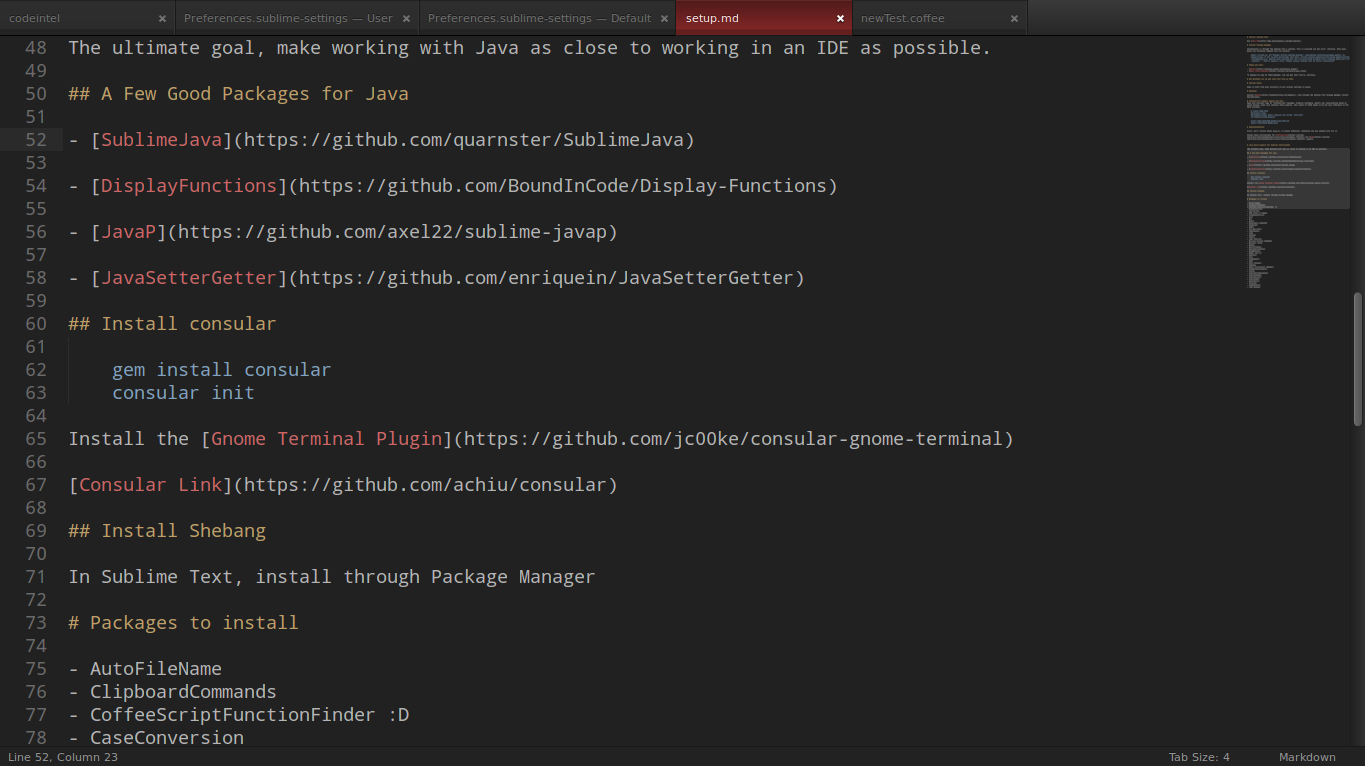 codeintel × Preferences.sublime-settings — User × Preferences.sublime-settings — Default × setup.md × newTest.coffee ×
48 The ultimate goal, make working with Java as close to working in an IDE as possible.
49
50 ## A Few Good Packages for Java
51
52 - [SublimeJava](https://github.com/quarnster/SublimeJava)
53
54 - [DisplayFunctions](https://github.com/BoundInCode/Display-Functions)
55
56 - [JavaP](https://github.com/axel22/sublime-javap)
57
58 - [JavaSetterGetter](https://github.com/enriquein/JavaSetterGetter)
59
60 ## Install consular
61
62     gem install consular
63     consular init
64
65 Install the [Gnome Terminal Plugin](https://github.com/jc00ke/consular-gnome-terminal)
66
67 [Consular Link](https://github.com/achiu/consular)
68
69 ## Install Shebang
70
71 In Sublime Text, install through Package Manager
72
73 # Packages to install
74
75 - AutoFileName
76 - ClipboardCommands
77 - CoffeeScriptFunctionFinder :D
78 - CaseConversion
Line 52, Column 23 Tab Size: 4 Markdown